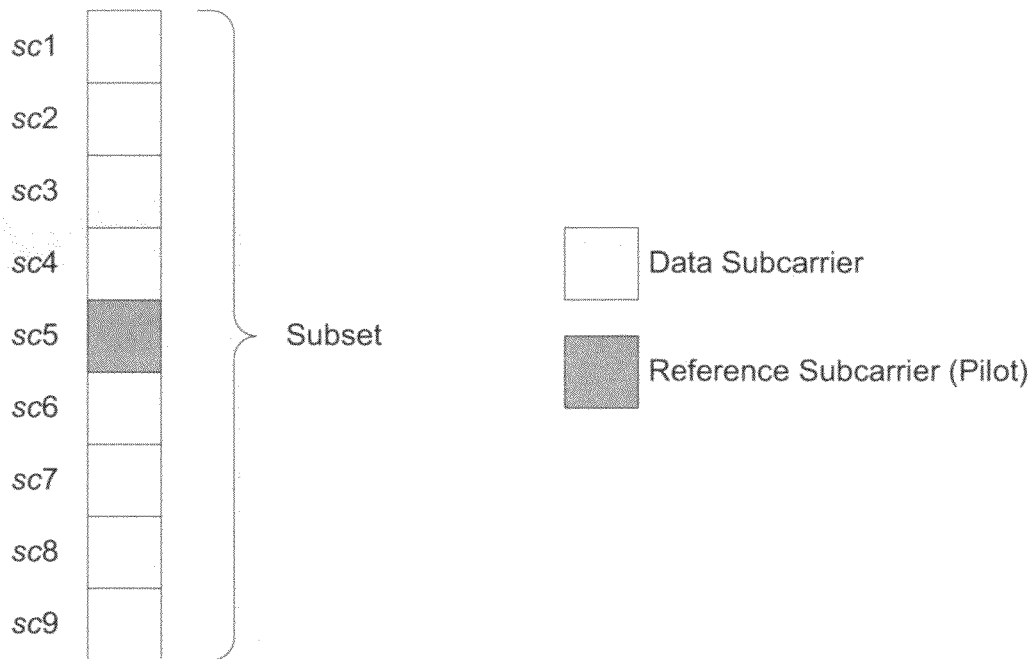 sc1
sc2
sc3
sc4
sc5
sc6
sc7
sc8
sc9
Subset
Data Subcarrier
Reference Subcarrier (Pilot)